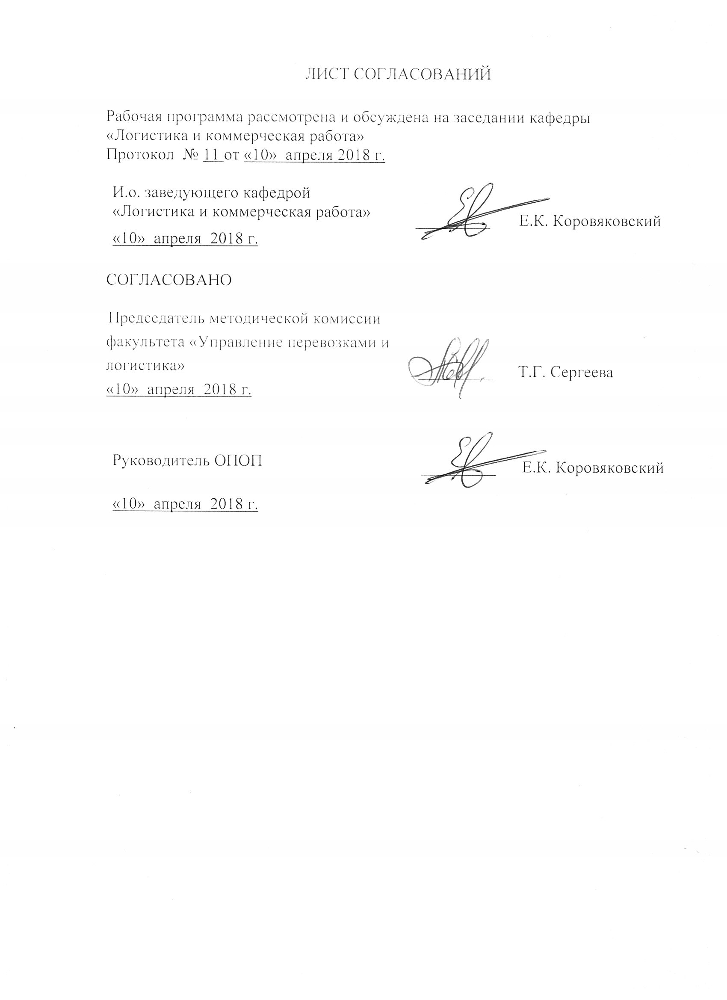 ЛИСТ СОГЛАСОВАНИЙ
Рабочая программа рассмотрена и обсуждена на заседании кафедры
«Логистика и коммерческая работа»
Протокол № 11 от «10» апреля 2018 г.
И.о. заведующего кафедрой
«Логистика и коммерческая работа»
Е.К. Коровяковский
«10» апреля 2018 г.
СОГЛАСОВАНО
Председатель методической комиссии
факультета «Управление перевозками и
логистика»
Т.Г. Сергеева
«10» апреля 2018 г.
Руководитель ОПОП
Е.К. Коровяковский
«10» апреля 2018 г.